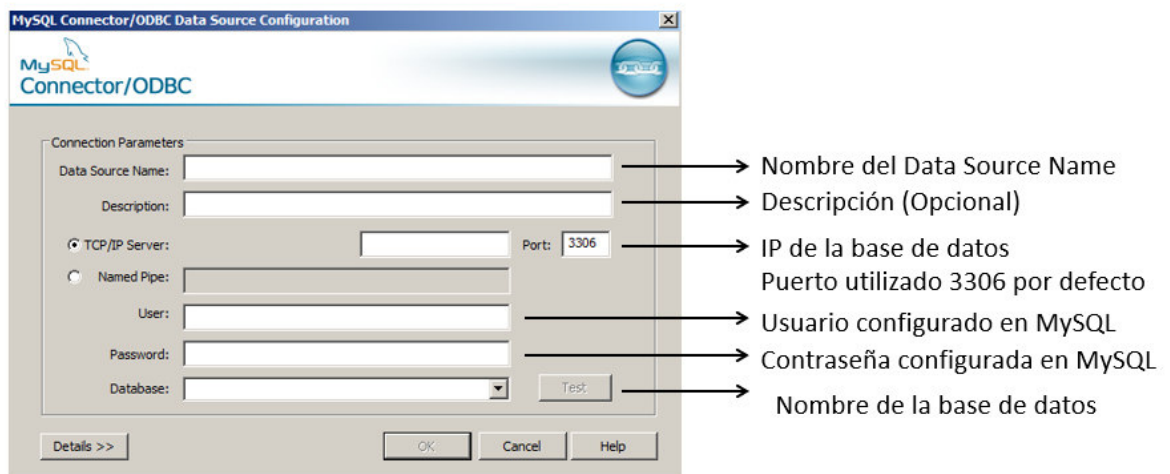 MySQL Connector/ODBC Data Source Configuration
MySQL
Connector/ODBC
Connection Parameters
Data Source Name:
Nombre del Data Source Name
Description:
Descripción (Opcional)
TCP/IP Server:
Port: 3306
IP de la base de datos
Puerto utilizado 3306 por defecto
Named Pipe:
User:
Usuario configurado en MySQL
Password:
Contraseña configurada en MySQL
Database:
Test
Nombre de la base de datos
Details >>
OK
Cancel
Help